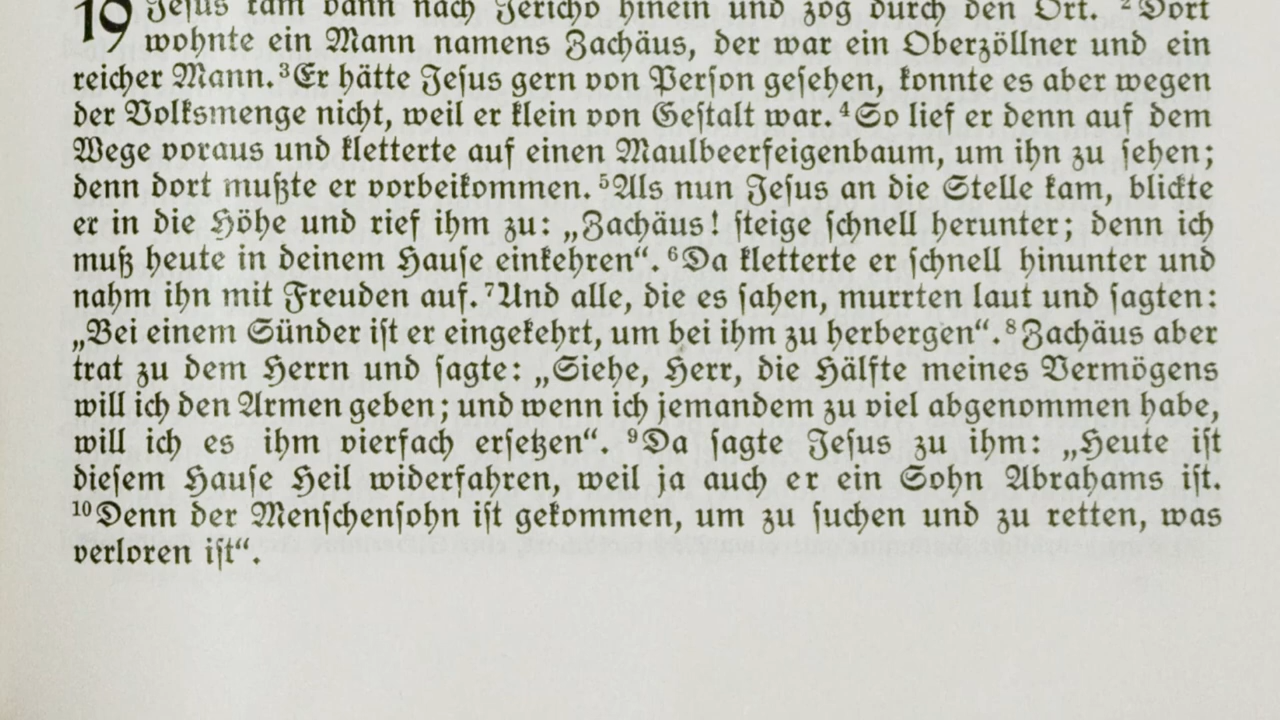 19 Jesus kam dann nach Jericho hinein und zog durch den Ort. ²Dort
wohnte ein Mann namens Zachäus, der war ein Oberzöllner und ein
reicher Mann. ³Er hätte Jesus gern von Person gesehen, konnte es aber wegen
der Volksmenge nicht, weil er klein von Gestalt war. ⁴So lief er denn auf dem
Wege voraus und kletterte auf einen Maulbeerfeigenbaum, um ihn zu sehen;
denn dort mußte er vorbeikommen. ⁵Als nun Jesus an die Stelle kam, blickte
er in die Höhe und rief ihm zu: „Zachäus! steige schnell herunter; denn ich
muß heute in deinem Hause einkehren“. ⁶Da kletterte er schnell hinunter und
nahm ihn mit Freuden auf. ⁷Und alle, die es sahen, murrten laut und sagten:
„Bei einem Sünder ist er eingekehrt, um bei ihm zu herbergen“. ⁸Zachäus aber
trat zu dem Herrn und sagte: „Siehe, Herr, die Hälfte meines Vermögens
will ich den Armen geben; und wenn ich jemandem zu viel abgenommen habe,
will ich es ihm vierfach ersetzen“. ⁹Da sagte Jesus zu ihm: „Heute ist
diesem Hause Heil widerfahren, weil ja auch er ein Sohn Abrahams ist.
¹⁰Denn der Menschensohn ist gekommen, um zu suchen und zu retten, was
verloren ist“.